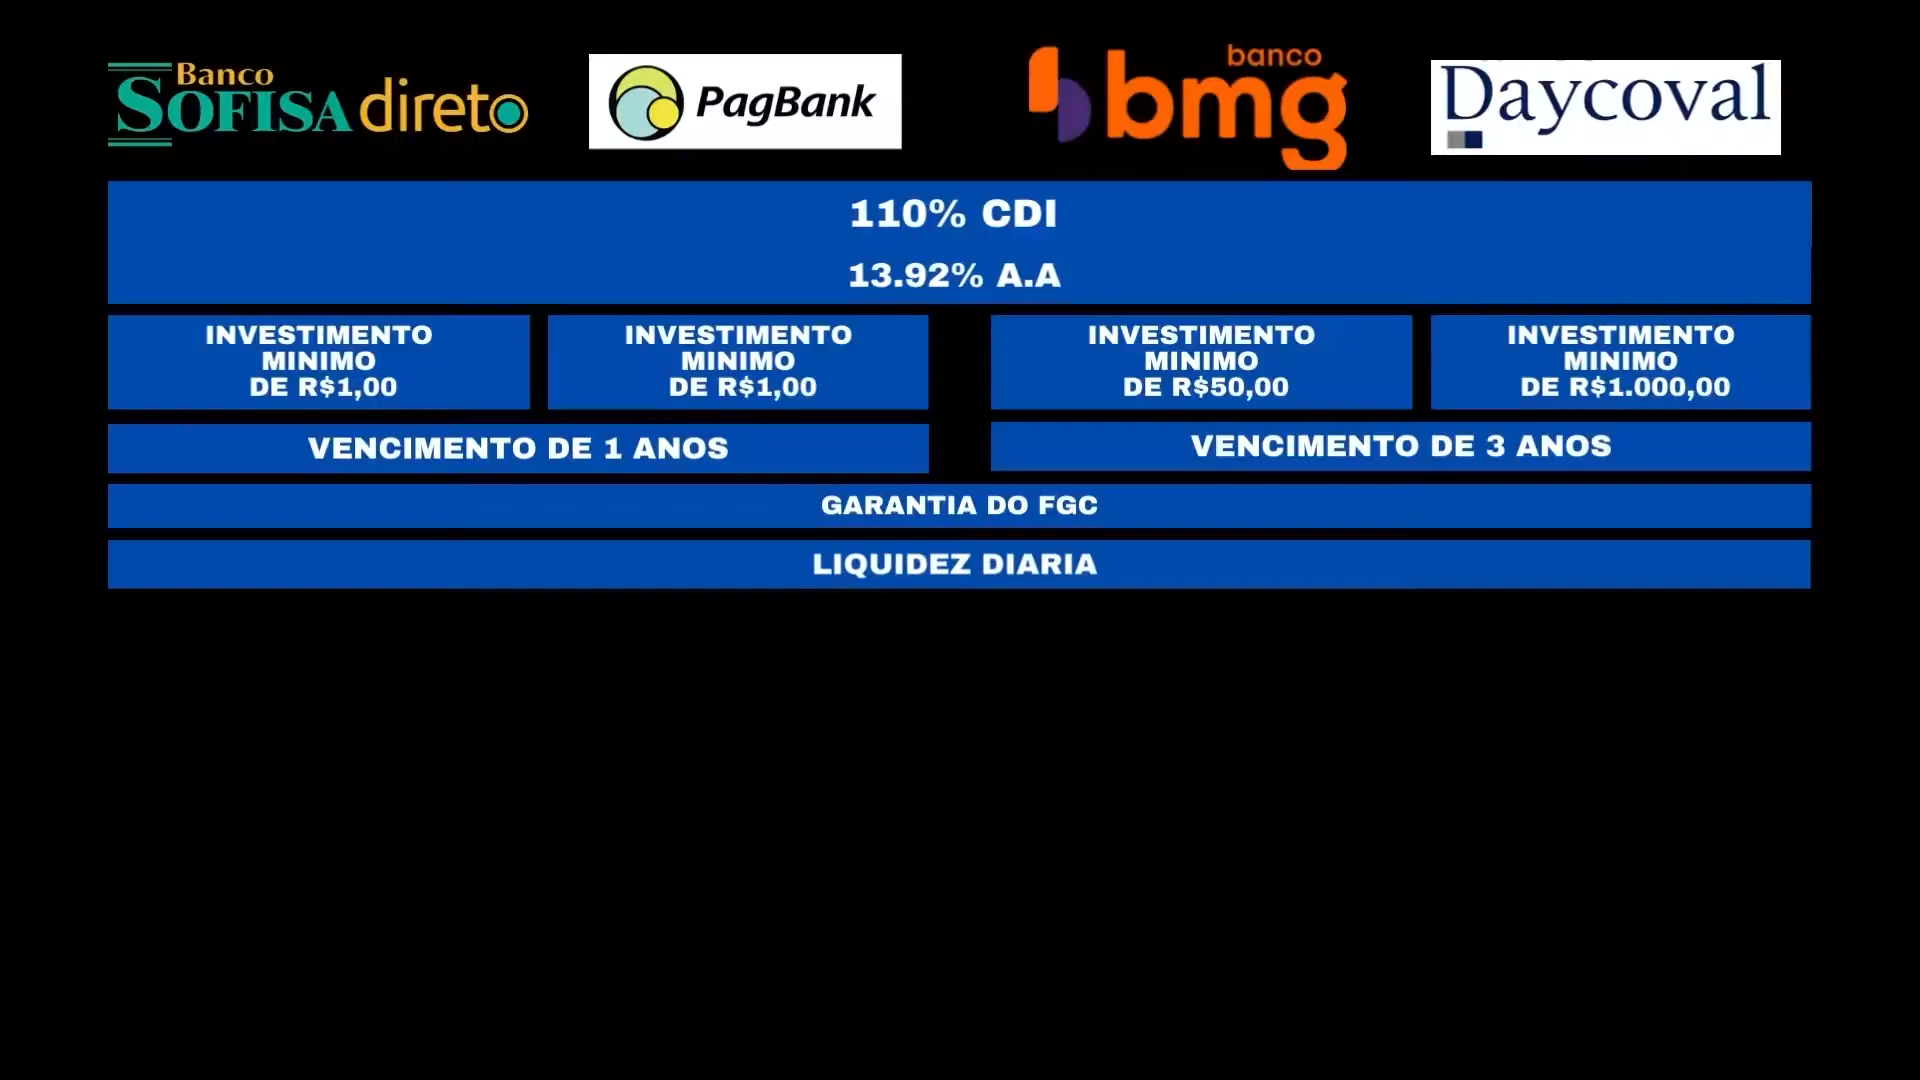 Banco
SOFISA direto
PagBank
banco
bmg
Daycoval
110% CDI
13.92% A.A
INVESTIMENTO
MINIMO
DE R$1,00
INVESTIMENTO
MINIMO
DE R$1,00
INVESTIMENTO
MINIMO
DE R$50,00
INVESTIMENTO
MINIMO
DE R$1.000,00
VENCIMENTO DE 1 ANOS
VENCIMENTO DE 3 ANOS
GARANTIA DO FGC
LIQUIDEZ DIARIA